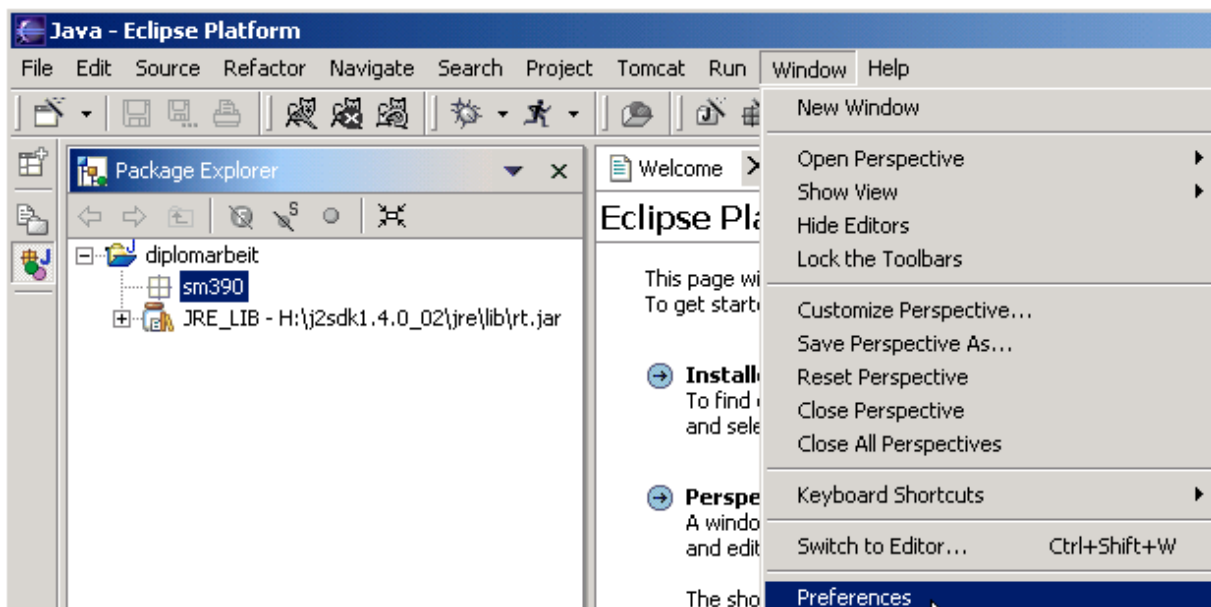 Java - Eclipse Platform
File Edit Source Refactor Navigate Search Project Tomcat Run Window Help
Package Explorer
diplomarbeit
sm390
JRE_LIB - H:\j2sdk1.4.0_02\jre\lib\rt.jar
Welcome
Eclipse Pla
This page wi
To get starte
Installe
To find
and sele
Perspe
A windo
and edit
The sho
New Window
Open Perspective
Show View
Hide Editors
Lock the Toolbars
Customize Perspective...
Save Perspective As...
Reset Perspective
Close Perspective
Close All Perspectives
Keyboard Shortcuts
Switch to Editor... Ctrl+Shift+W
Preferences